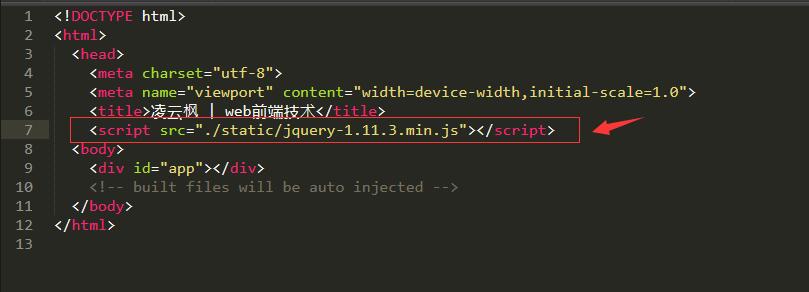 1 <!DOCTYPE html>
2 <html>
3 <head>
4 <meta charset="utf-8">
5 <meta name="viewport" content="width=device-width,initial-scale=1.0">
6 <title>凌云枫 | web前端技术</title>
7 <script src="./static/jquery-1.11.3.min.js"></script>
8 <body>
9 <div id="app"></div>
10 <!-- built files will be auto injected -->
11 </body>
12 </html>
13